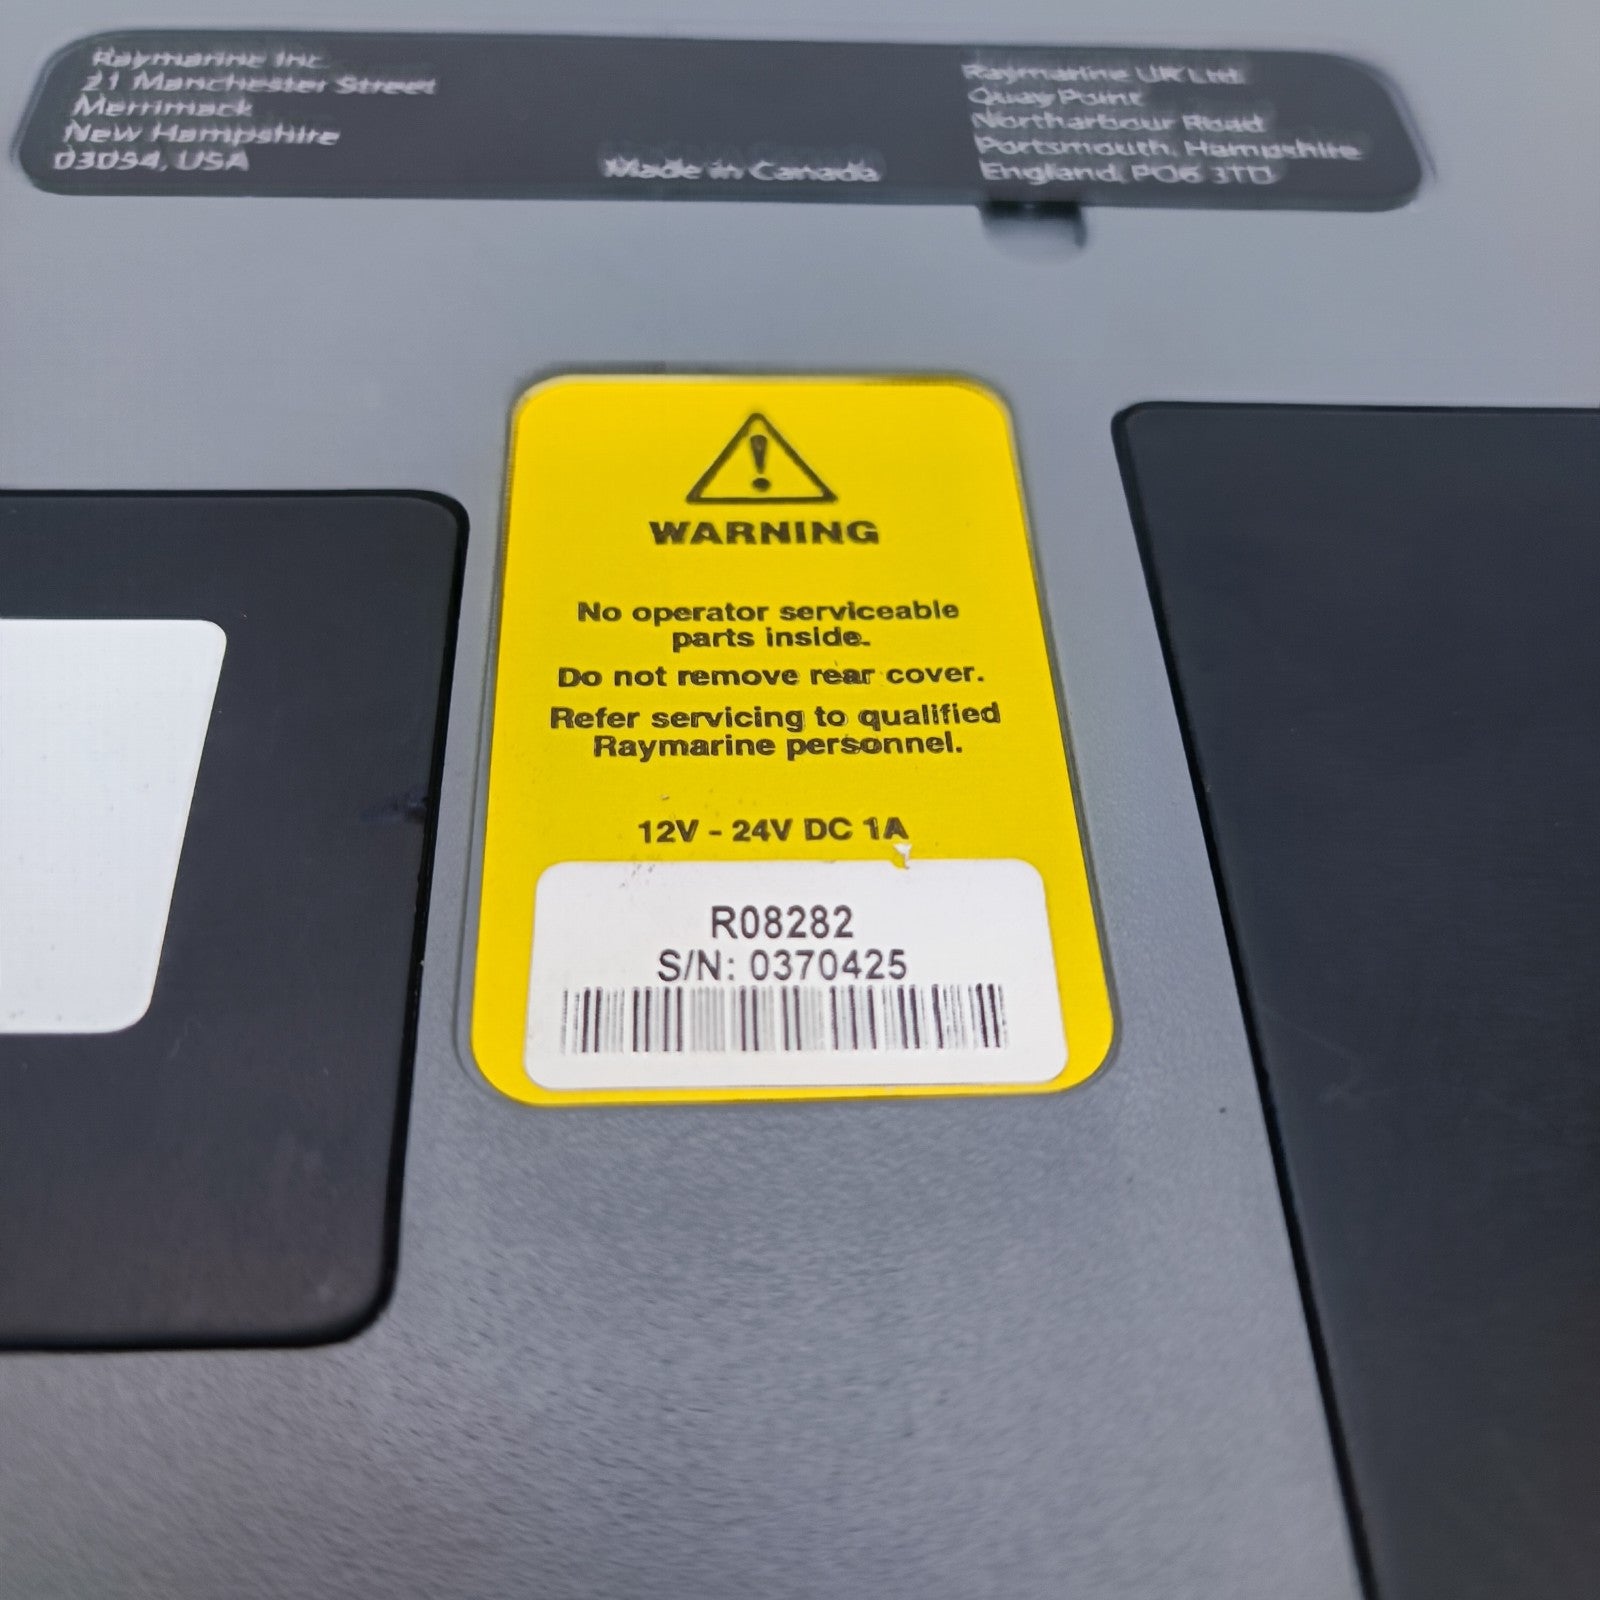 Raymarine Inc.
21 Manchester Street
Merrimack
New Hampshire
03054, USA
Made in Canada
Raymarine UK Ltd.
Quay Point
Northarbour Road
Portsmouth, Hampshire
England, PO6 3TD
WARNING
No operator serviceable
parts inside.
Do not remove rear cover.
Refer servicing to qualified
Raymarine personnel.
12V - 24V DC 1A
R08282
S/N: 0370425